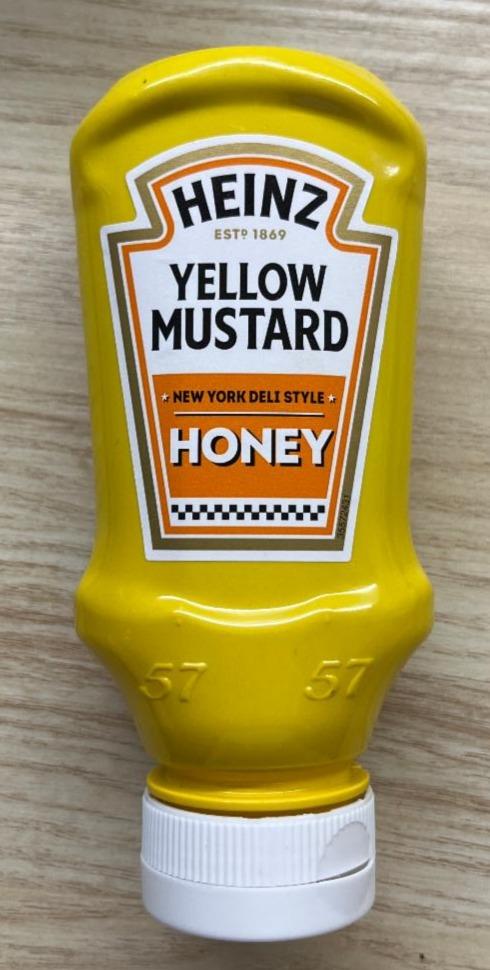 HEINZ
ESTD 1869
YELLOW
MUSTARD
★ NEW YORK DELI STYLE ★
HONEY
57 57